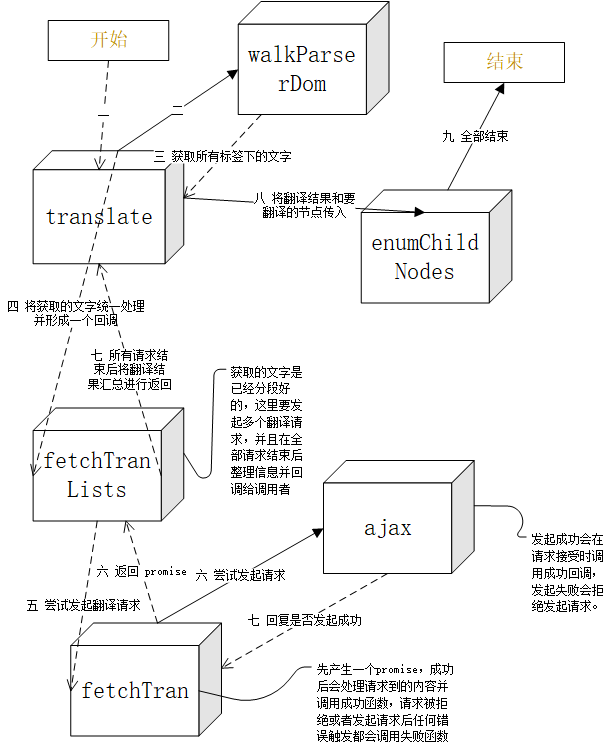 开始
walkParse
rDom
结束
一
二
九 全部结束
三 获取所有标签下的文字
translate
八 将翻译结果和要
翻译的节点传入
enumChild
Nodes
四 将获取的文字统一处理
并形成一个回调
七 所有请求结
束后将翻译结
果汇总进行返回
获取的文字是
已经分段好
的，这里要发
起多个翻译请
求，并且在全
部请求结束后
整理信息并回
调给调用者
fetchTran
Lists
ajax
发起成功会在
请求接受时调
用成功回调，
发起失败会拒
绝发起请求。
六 返回 promise
六 尝试发起请求
五 尝试发起翻译请求
七 回复是否发起成功
fetchTran
先产生一个promise，成功
后会处理请求到的内容并
调用成功函数，请求被拒
绝或者发起请求后任何错
误触发都会调用失败函数